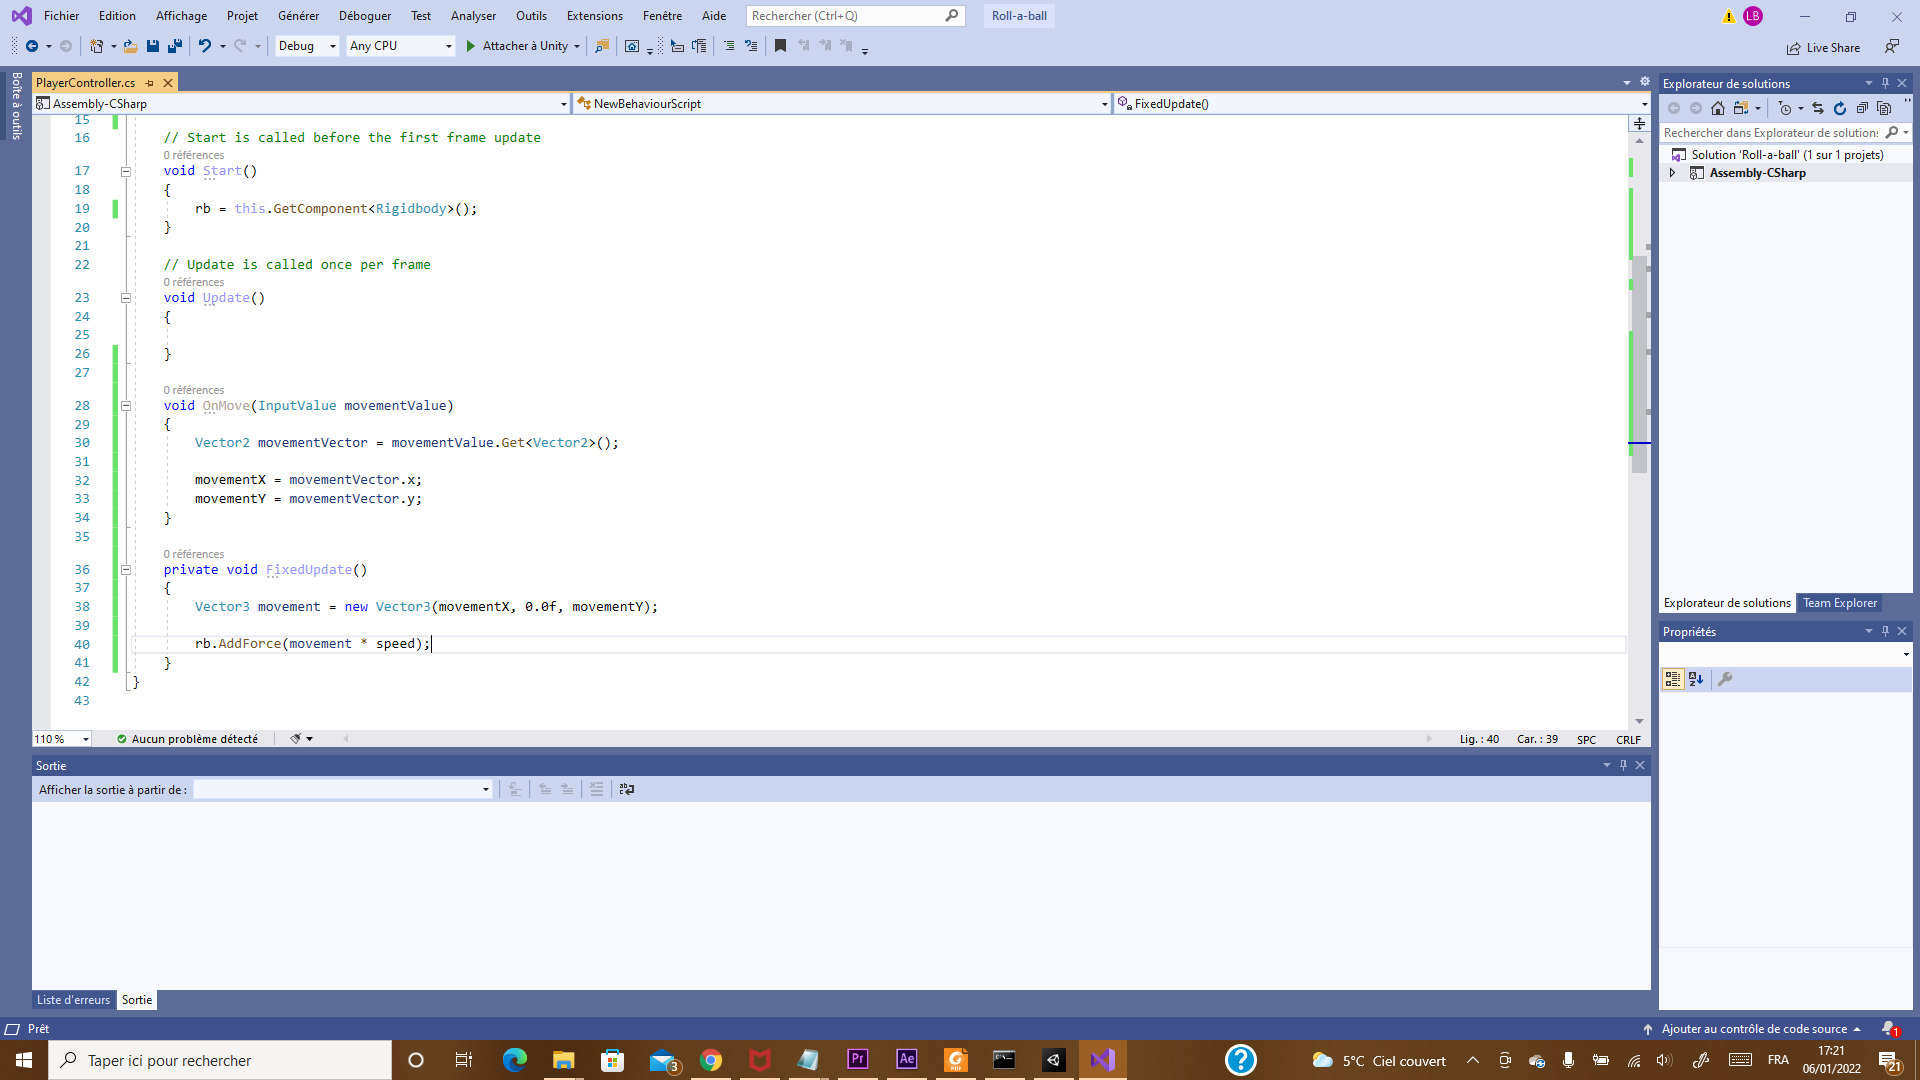 Fichier Edition Affichage Projet Générer Déboguer Test Analyser Outils Extensions Fenêtre Aide Rechercher (Ctrl+Q) Roll-a-ball LB
Debug Any CPU Attacher à Unity Live Share
Boîte à outils
PlayerController.cs
Assembly-CSharp NewBehaviourScript FixedUpdate()
15
16 // Start is called before the first frame update
0 références
17 void Start()
18 {
19 rb = this.GetComponent<Rigidbody>();
20 }
21
22 // Update is called once per frame
0 références
23 void Update()
24 {
25
26 }
27
0 références
28 void OnMove(InputValue movementValue)
29 {
30 Vector2 movementVector = movementValue.Get<Vector2>();
31
32 movementX = movementVector.x;
33 movementY = movementVector.y;
34 }
35
0 références
36 private void FixedUpdate()
37 {
38 Vector3 movement = new Vector3(movementX, 0.0f, movementY);
39
40 rb.AddForce(movement * speed);
41 }
42 }
43
110 % Aucun problème détecté Lig. : 40 Car. : 39 SPC CRLF
Sortie
Afficher la sortie à partir de :
Liste d'erreurs Sortie
Explorateur de solutions
Rechercher dans Explorateur de solutions
Solution 'Roll-a-ball' (1 sur 1 projets)
Assembly-CSharp
Explorateur de solutions Team Explorer
Propriétés
Prêt Ajouter au contrôle de code source 1
Taper ici pour rechercher 3 Pr Ae PDF ? 5°C Ciel couvert FRA 17:21
06/01/2022 21